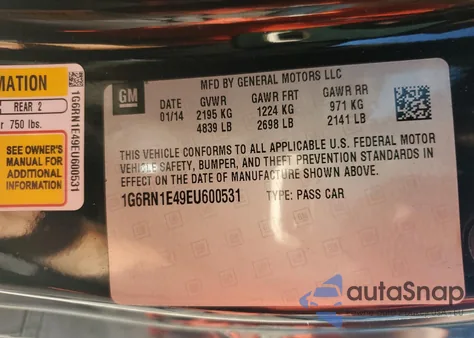 MATION
REAR 2
750 lbs.
SEE OWNER'S
MANUAL FOR
ADDITIONAL
INFORMATION
1G6RN1E49EU600531
GM
MFD BY GENERAL MOTORS LLC
01/14 GVWR GAWR FRT GAWR RR
2195 KG 1224 KG 971 KG
4839 LB 2698 LB 2141 LB
THIS VEHICLE CONFORMS TO ALL APPLICABLE U.S. FEDERAL MOTOR
VEHICLE SAFETY, BUMPER, AND THEFT PREVENTION STANDARDS IN
EFFECT ON THE DATE OF MANUFACTURE SHOWN ABOVE.
1G6RN1E49EU600531 TYPE: PASS CAR
autaSnap